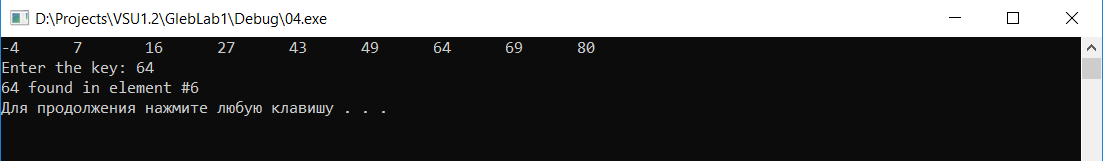 D:\Projects\VSU1.2\GlebLab1\Debug\04.exe
-4 7 16 27 43 49 64 69 80
Enter the key: 64
64 found in element #6
Для продолжения нажмите любую клавишу . . .